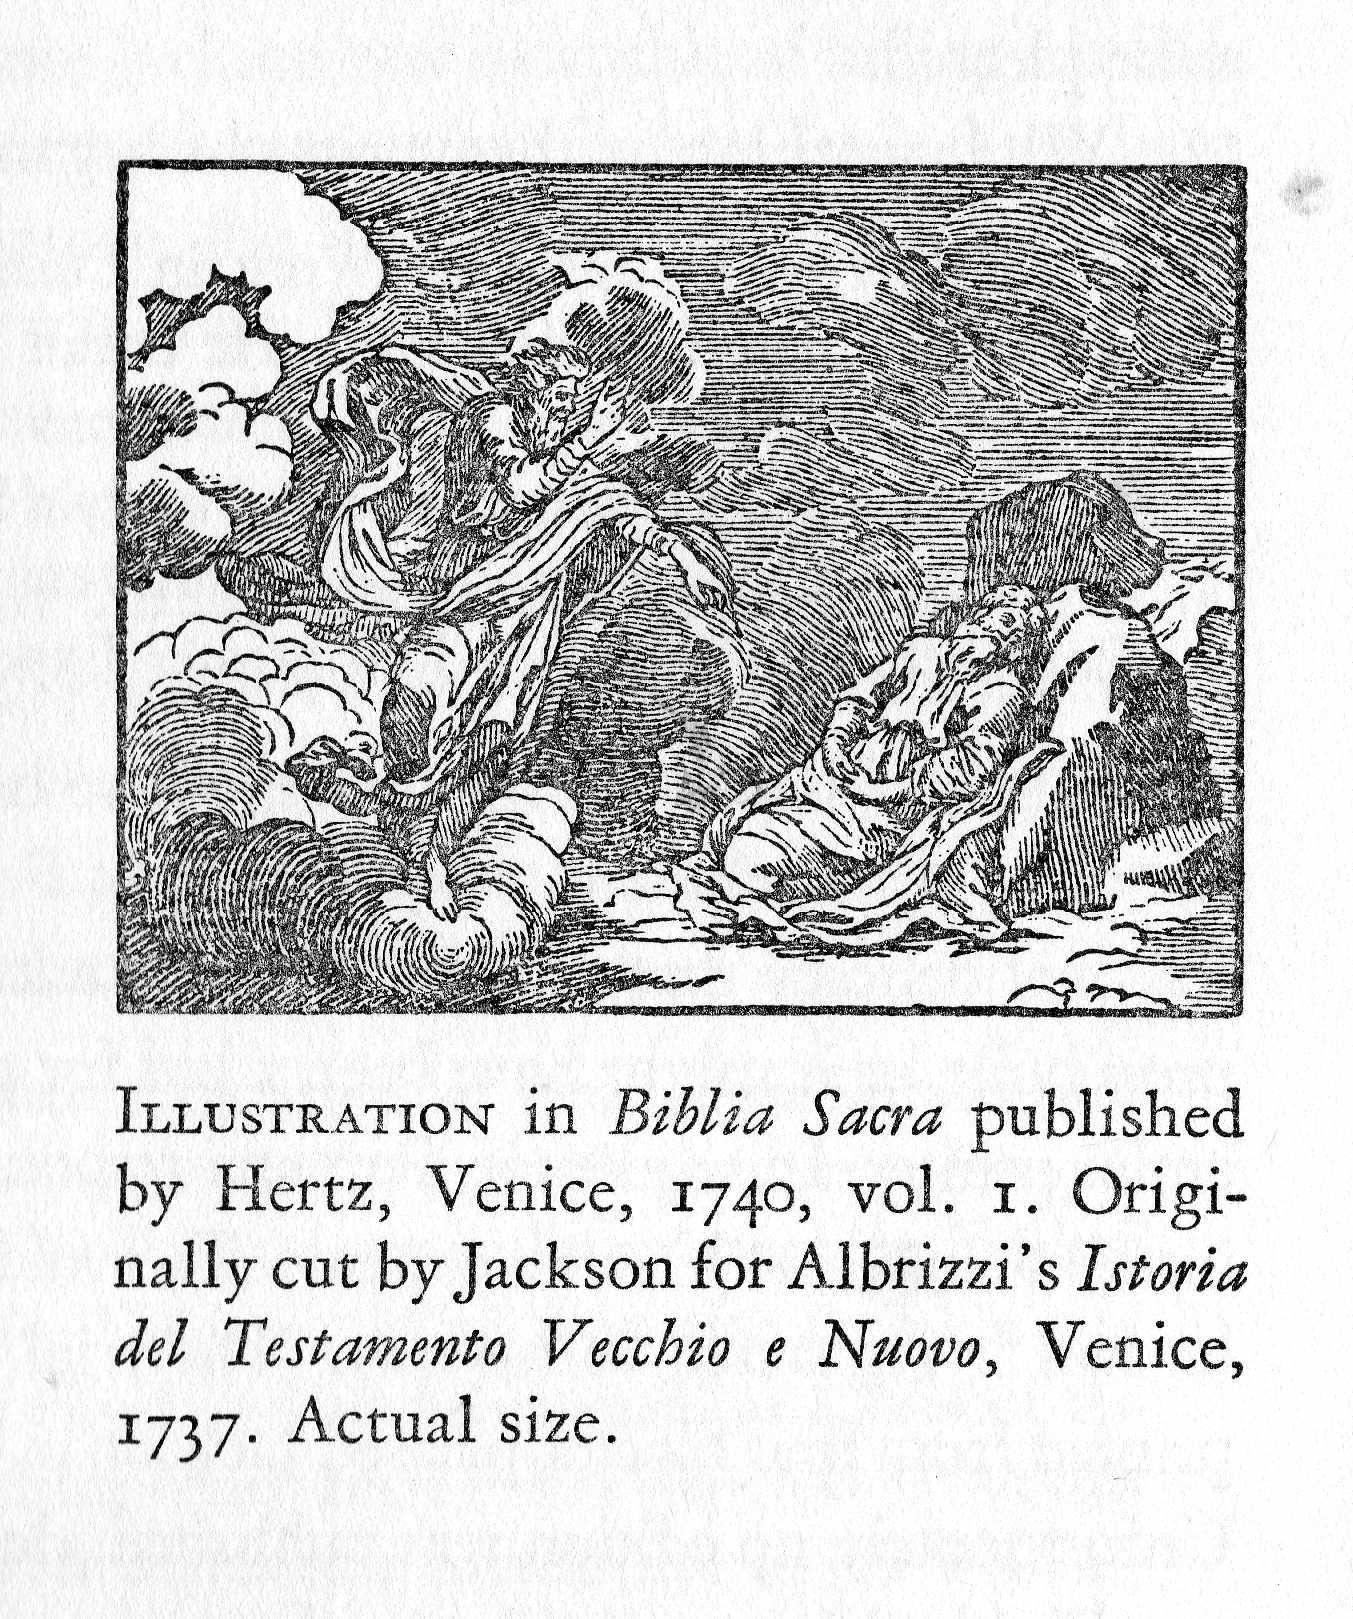 ILLUSTRATION in Biblia Sacra published
by Hertz, Venice, 1740, vol. 1. Origi-
nally cut by Jackson for Albrizzi's Istoria
del Testamento Vecchio e Nuovo, Venice,
1737. Actual size.